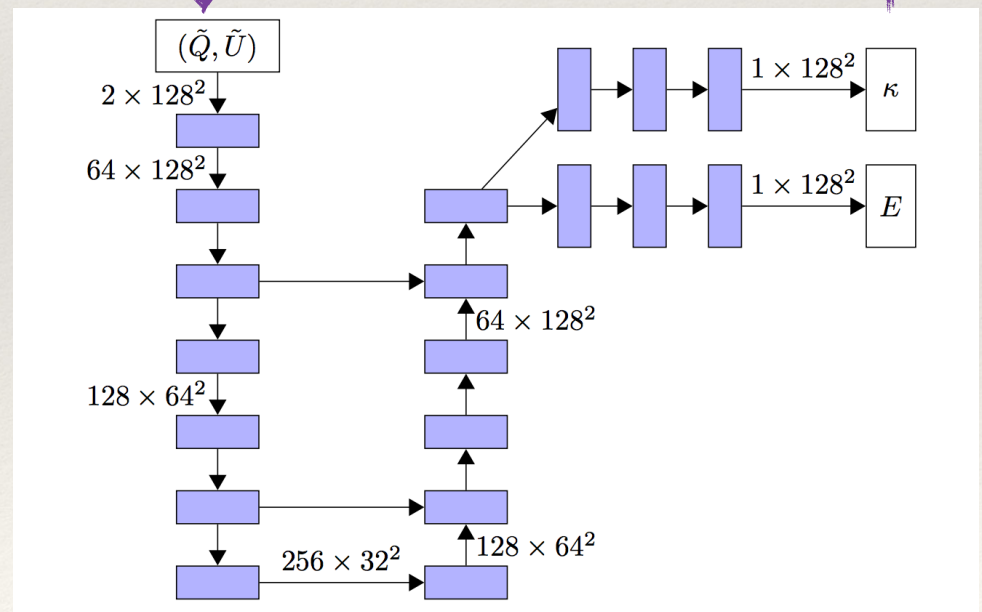 (Q̃, Ũ)
2 × 128²
64 × 128²
128 × 64²
256 × 32²
128 × 64²
64 × 128²
1 × 128²
κ
1 × 128²
E